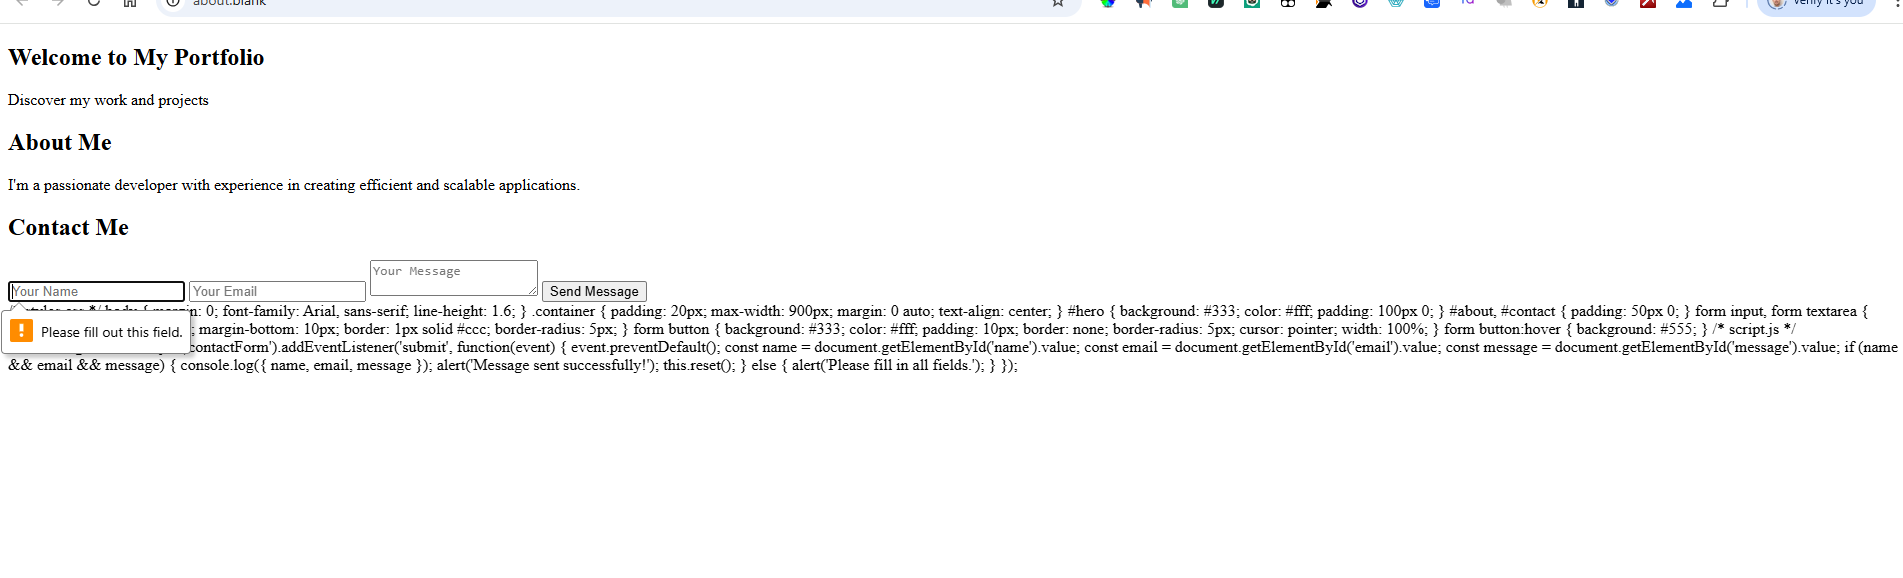 about:blank
Verify it's you
Welcome to My Portfolio
Discover my work and projects
About Me
I'm a passionate developer with experience in creating efficient and scalable applications.
Contact Me
Your Name
Your Email
Your Message
Send Message
0; font-family: Arial, sans-serif; line-height: 1.6; } .container { padding: 20px; max-width: 900px; margin: 0 auto; text-align: center; } #hero { background: #333; color: #fff; padding: 100px 0; } #about, #contact { padding: 50px 0; } form input, form textarea {
Please fill out this field.
; margin-bottom: 10px; border: 1px solid #ccc; border-radius: 5px; } form button { background: #333; color: #fff; padding: 10px; border: none; border-radius: 5px; cursor: pointer; width: 100%; } form button:hover { background: #555; } /* script.js */
contactForm').addEventListener('submit', function(event) { event.preventDefault(); const name = document.getElementById('name').value; const email = document.getElementById('email').value; const message = document.getElementById('message').value; if (name
&& email && message) { console.log({ name, email, message }); alert('Message sent successfully!'); this.reset(); } else { alert('Please fill in all fields.'); } });